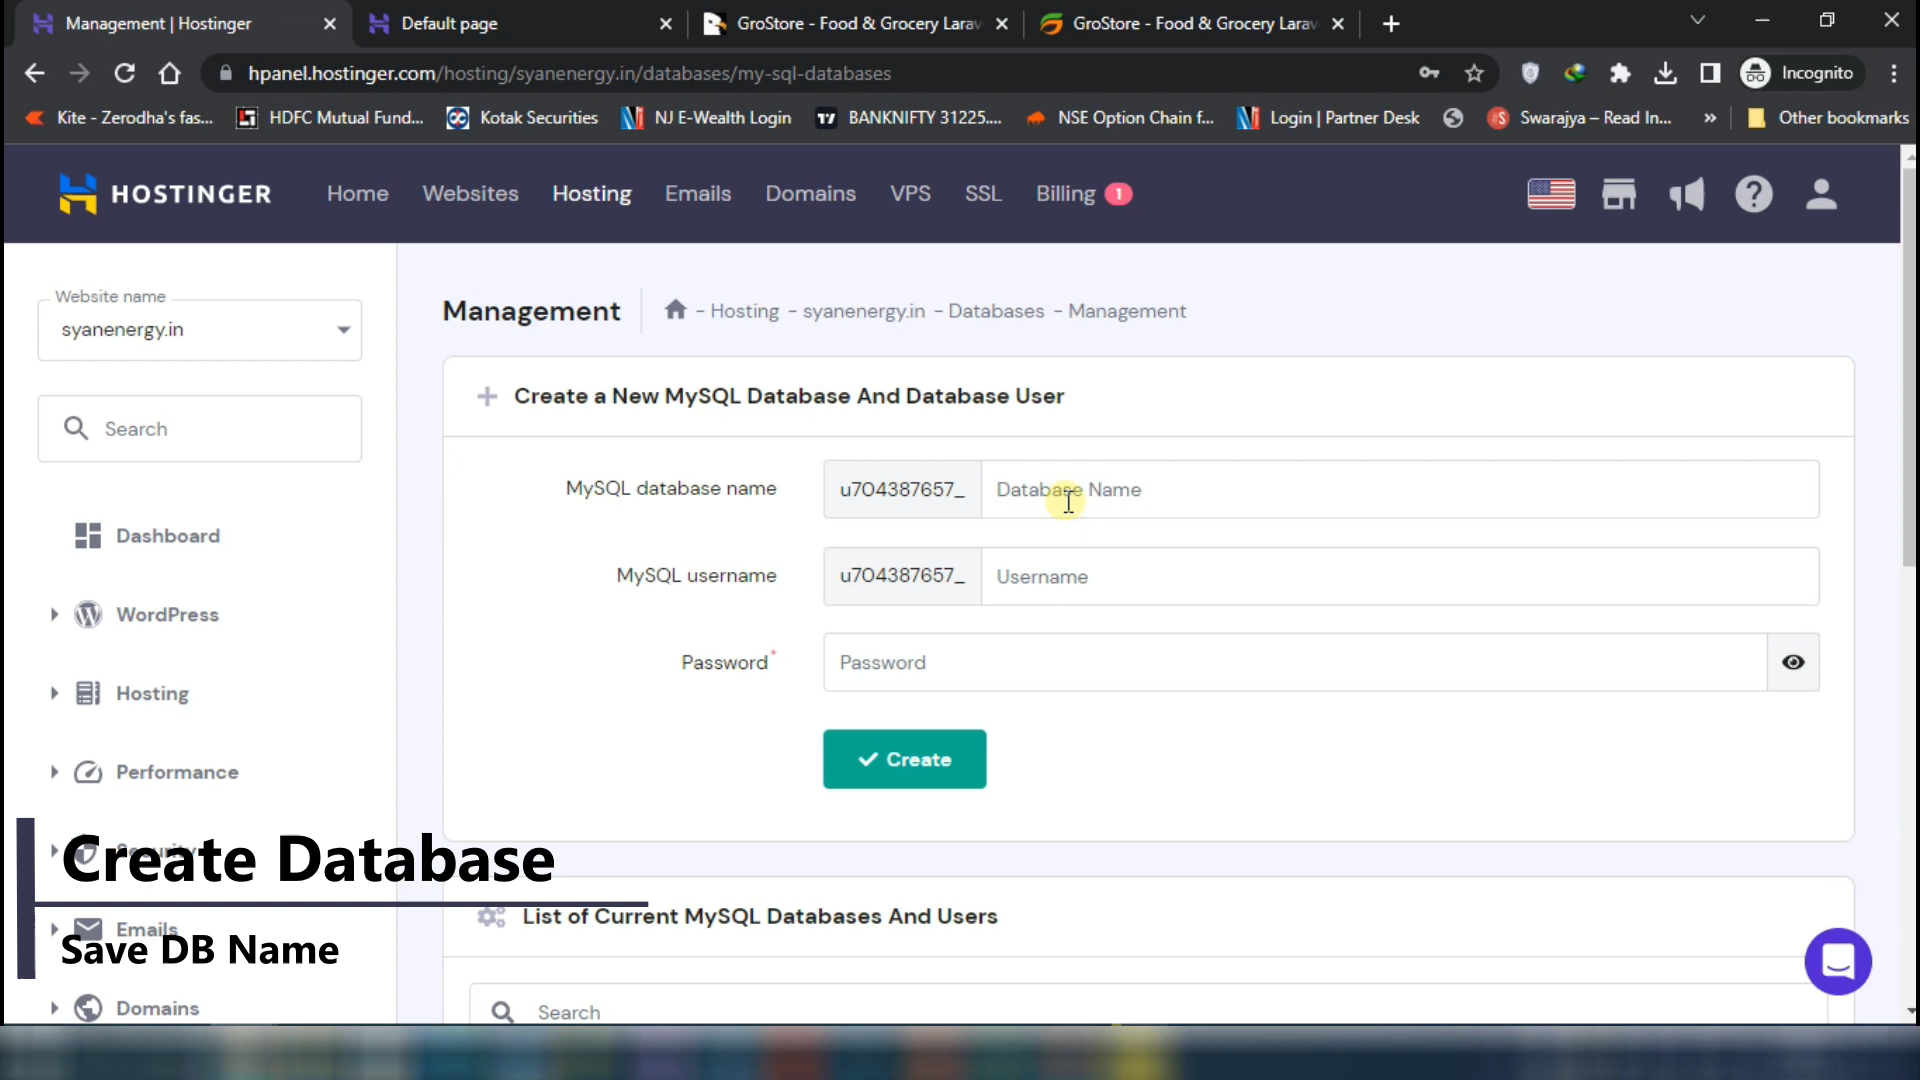 Management | Hostinger
Default page
GroStore - Food & Grocery Larav
GroStore - Food & Grocery Larav
hpanel.hostinger.com/hosting/syanenergy.in/databases/my-sql-databases
Incognito
Kite - Zerodha's fas...
HDFC Mutual Fund...
Kotak Securities
NJ E-Wealth Login
BANKNIFTY 31225....
NSE Option Chain f...
Login | Partner Desk
Swarajya – Read In...
»
Other bookmarks
HOSTINGER
Home
Websites
Hosting
Emails
Domains
VPS
SSL
Billing 1
Website name
syanenergy.in
Search
Dashboard
WordPress
Hosting
Performance
Security
Emails
Domains
Management
- Hosting - syanenergy.in - Databases - Management
Create a New MySQL Database And Database User
MySQL database name
u704387657_
Database Name
MySQL username
u704387657_
Username
Password*
Password
Create
List of Current MySQL Databases And Users
Search
Create Database
Save DB Name